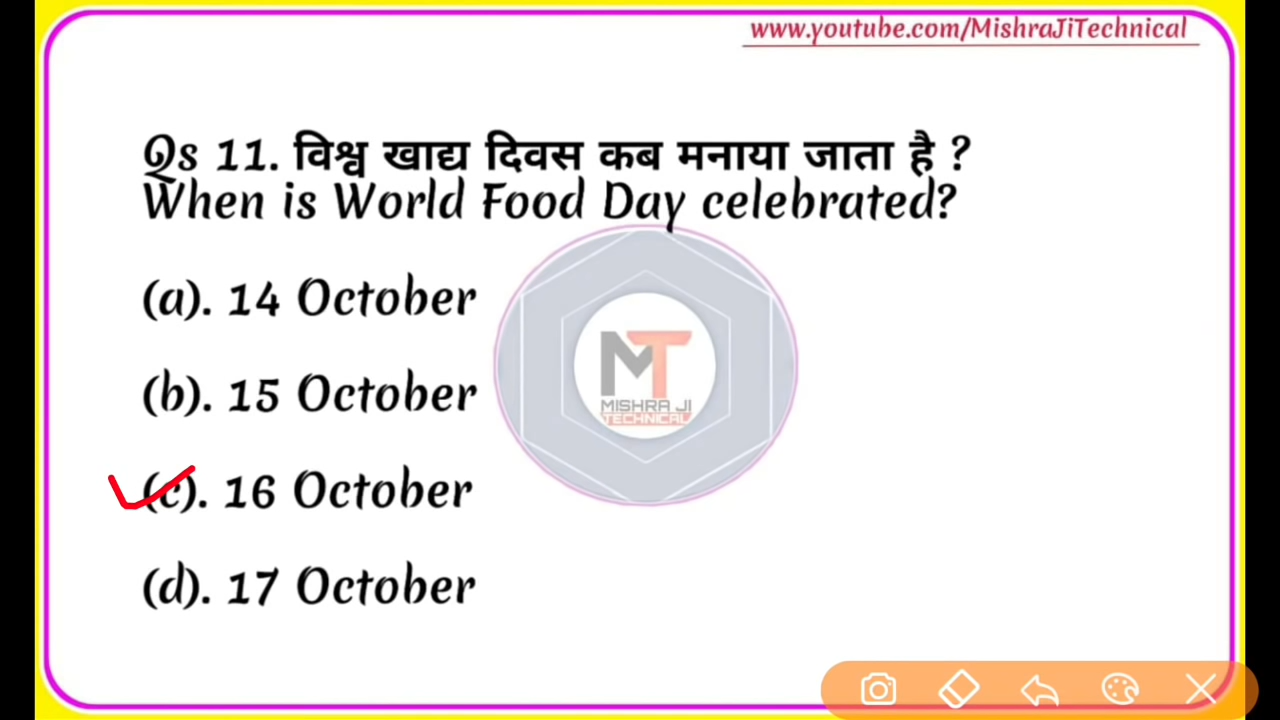 www.youtube.com/MishraJiTechnical
Qs 11. विश्व खाद्य दिवस कब मनाया जाता है ?
When is World Food Day celebrated?
(a). 14 October
(b). 15 October
MT
MISHRA JI
TECHNICAL
(c). 16 October
(d). 17 October